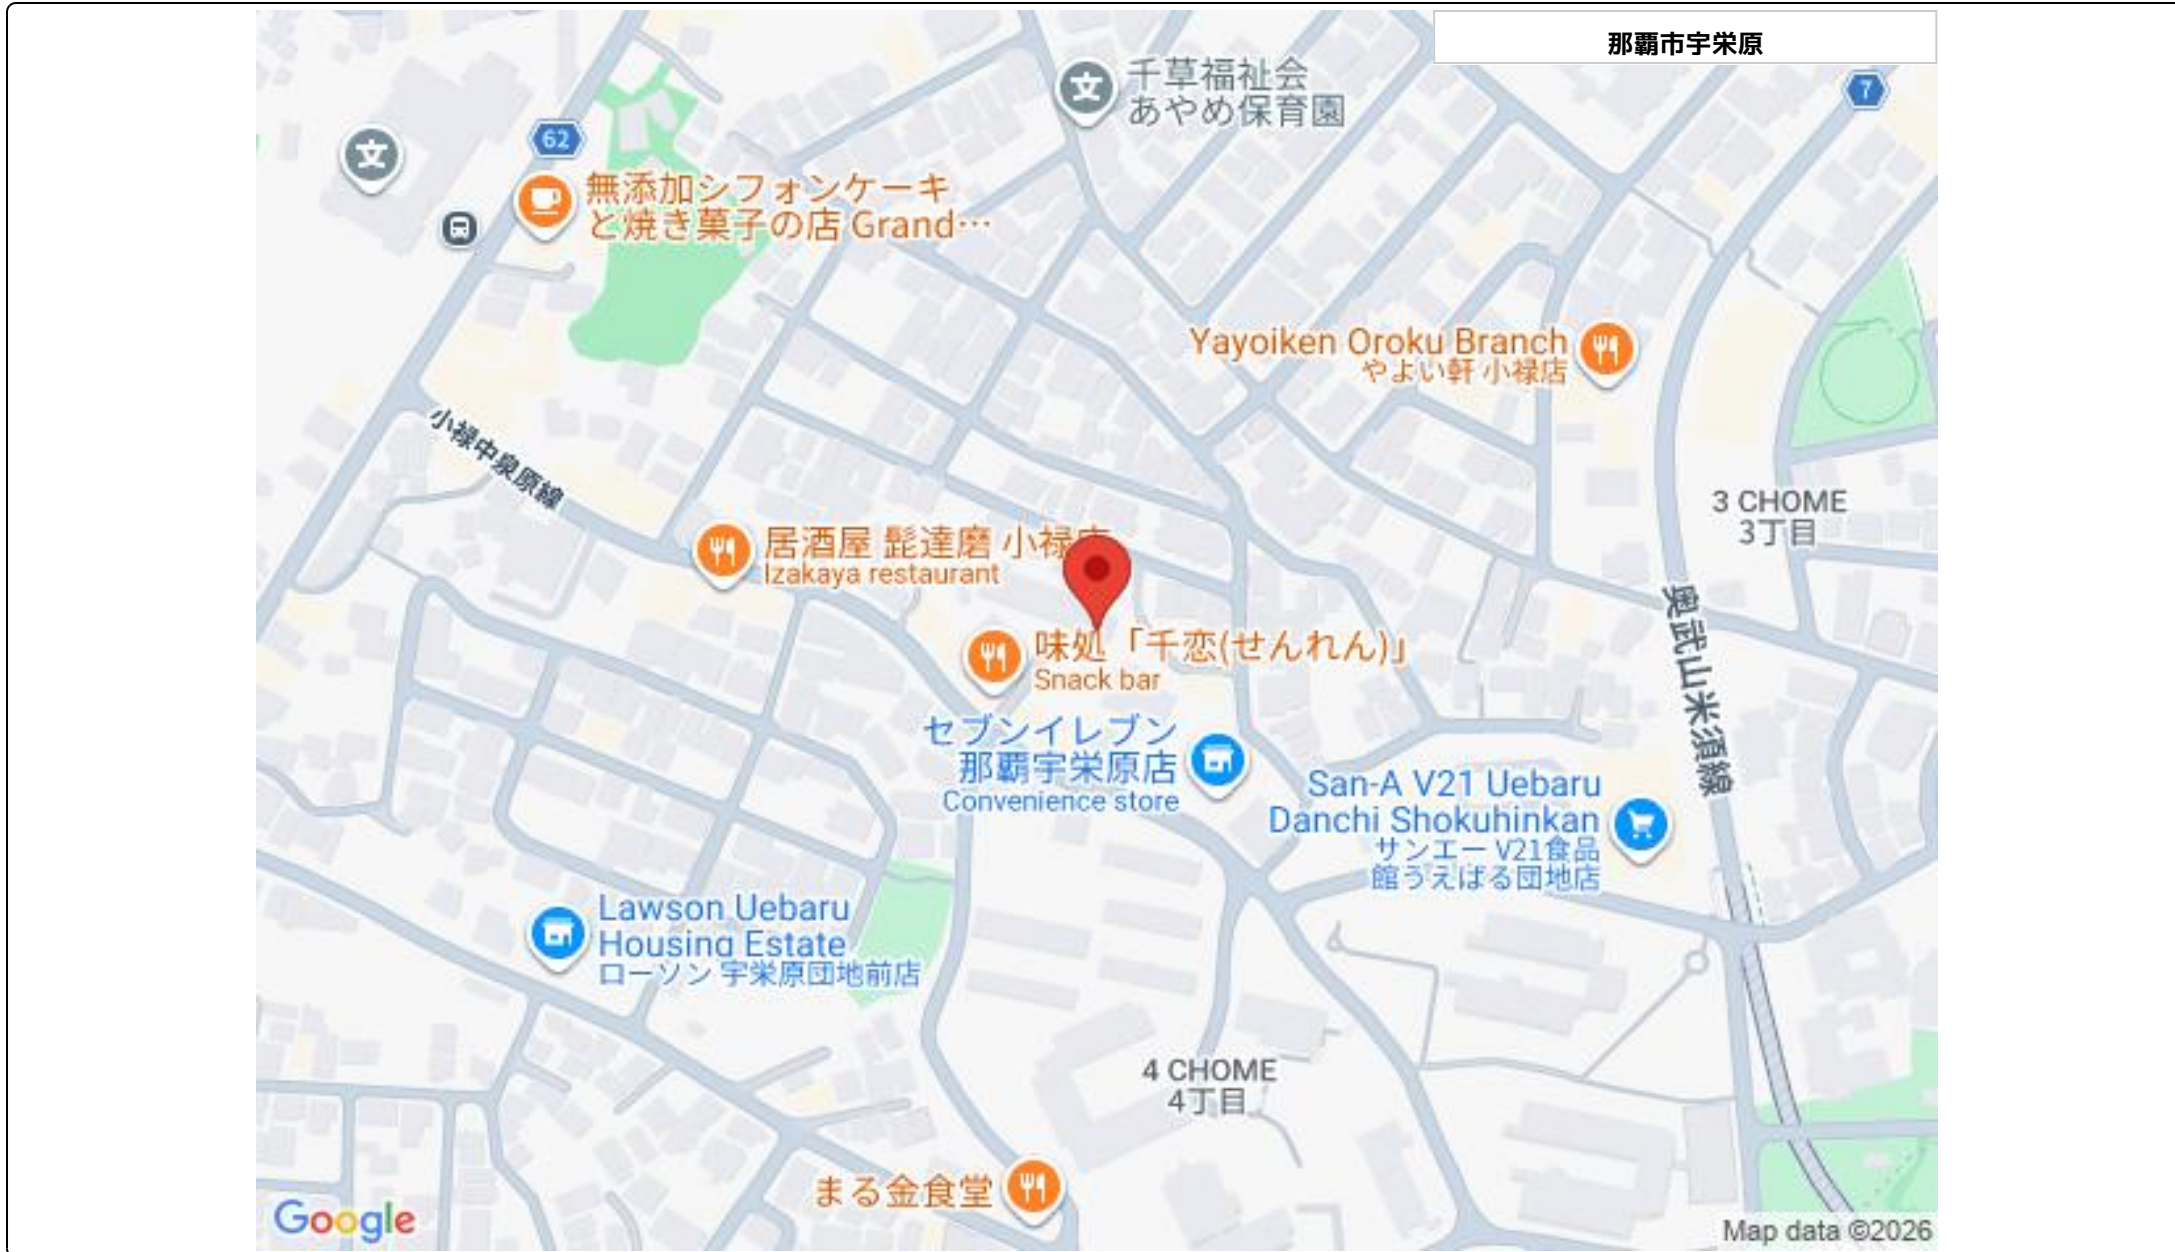 那覇市宇栄原
千草福祉会
あやめ保育園
7
62
無添加シフォンケーキ
と焼き菓子の店 Grand…
Yayoiken Oroku Branch
やよい軒 小禄店
小禄中泉原線
3 CHOME
3丁目
居酒屋 髭達磨 小禄店
Izakaya restaurant
味処「千恋(せんれん)」
Snack bar
奥武山米須線
セブンイレブン
那覇宇栄原店
Convenience store
San-A V21 Uebaru
Danchi Shokuhinkan
サンエー V21食品
館うえばる団地店
Lawson Uebaru
Housing Estate
ローソン 宇栄原団地前店
4 CHOME
4丁目
まる金食堂
Google
Map data ©2026
文
文